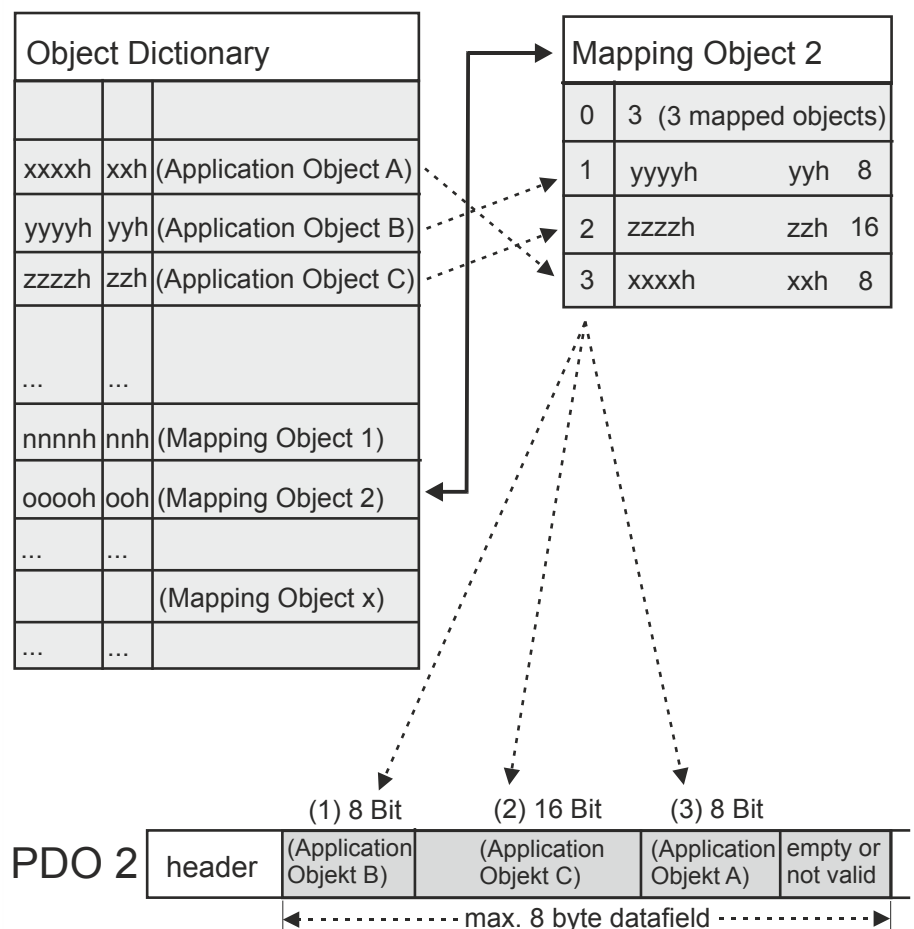 Object Dictionary
xxxxh xxh (Application Object A)
yyyyh yyh (Application Object B)
zzzzh zzh (Application Object C)
... ...
nnnnh nnh (Mapping Object 1)
ooooh ooh (Mapping Object 2)
... ...
(Mapping Object x)
... ...
Mapping Object 2
0 3 (3 mapped objects)
1 yyyyh yyh 8
2 zzzzh zzh 16
3 xxxxh xxh 8
(1) 8 Bit (2) 16 Bit (3) 8 Bit
PDO 2
header
(Application
Objekt B)
(Application
Objekt C)
(Application
Objekt A)
empty or
not valid
max. 8 byte datafield